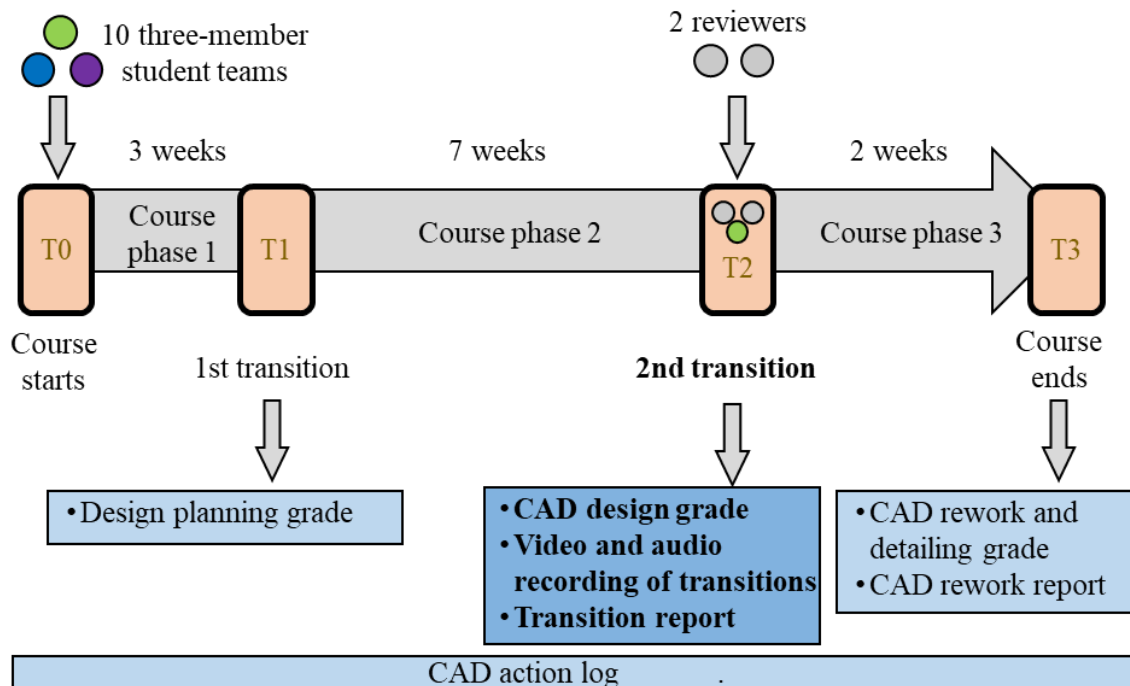 10 three-member
student teams
2 reviewers
3 weeks
7 weeks
2 weeks
T0
Course
phase 1
T1
Course phase 2
T2
Course phase 3
T3
Course
starts
1st transition
2nd transition
Course
ends
•Design planning grade
•CAD design grade
•Video and audio
recording of transitions
•Transition report
•CAD rework and
detailing grade
•CAD rework report
CAD action log .